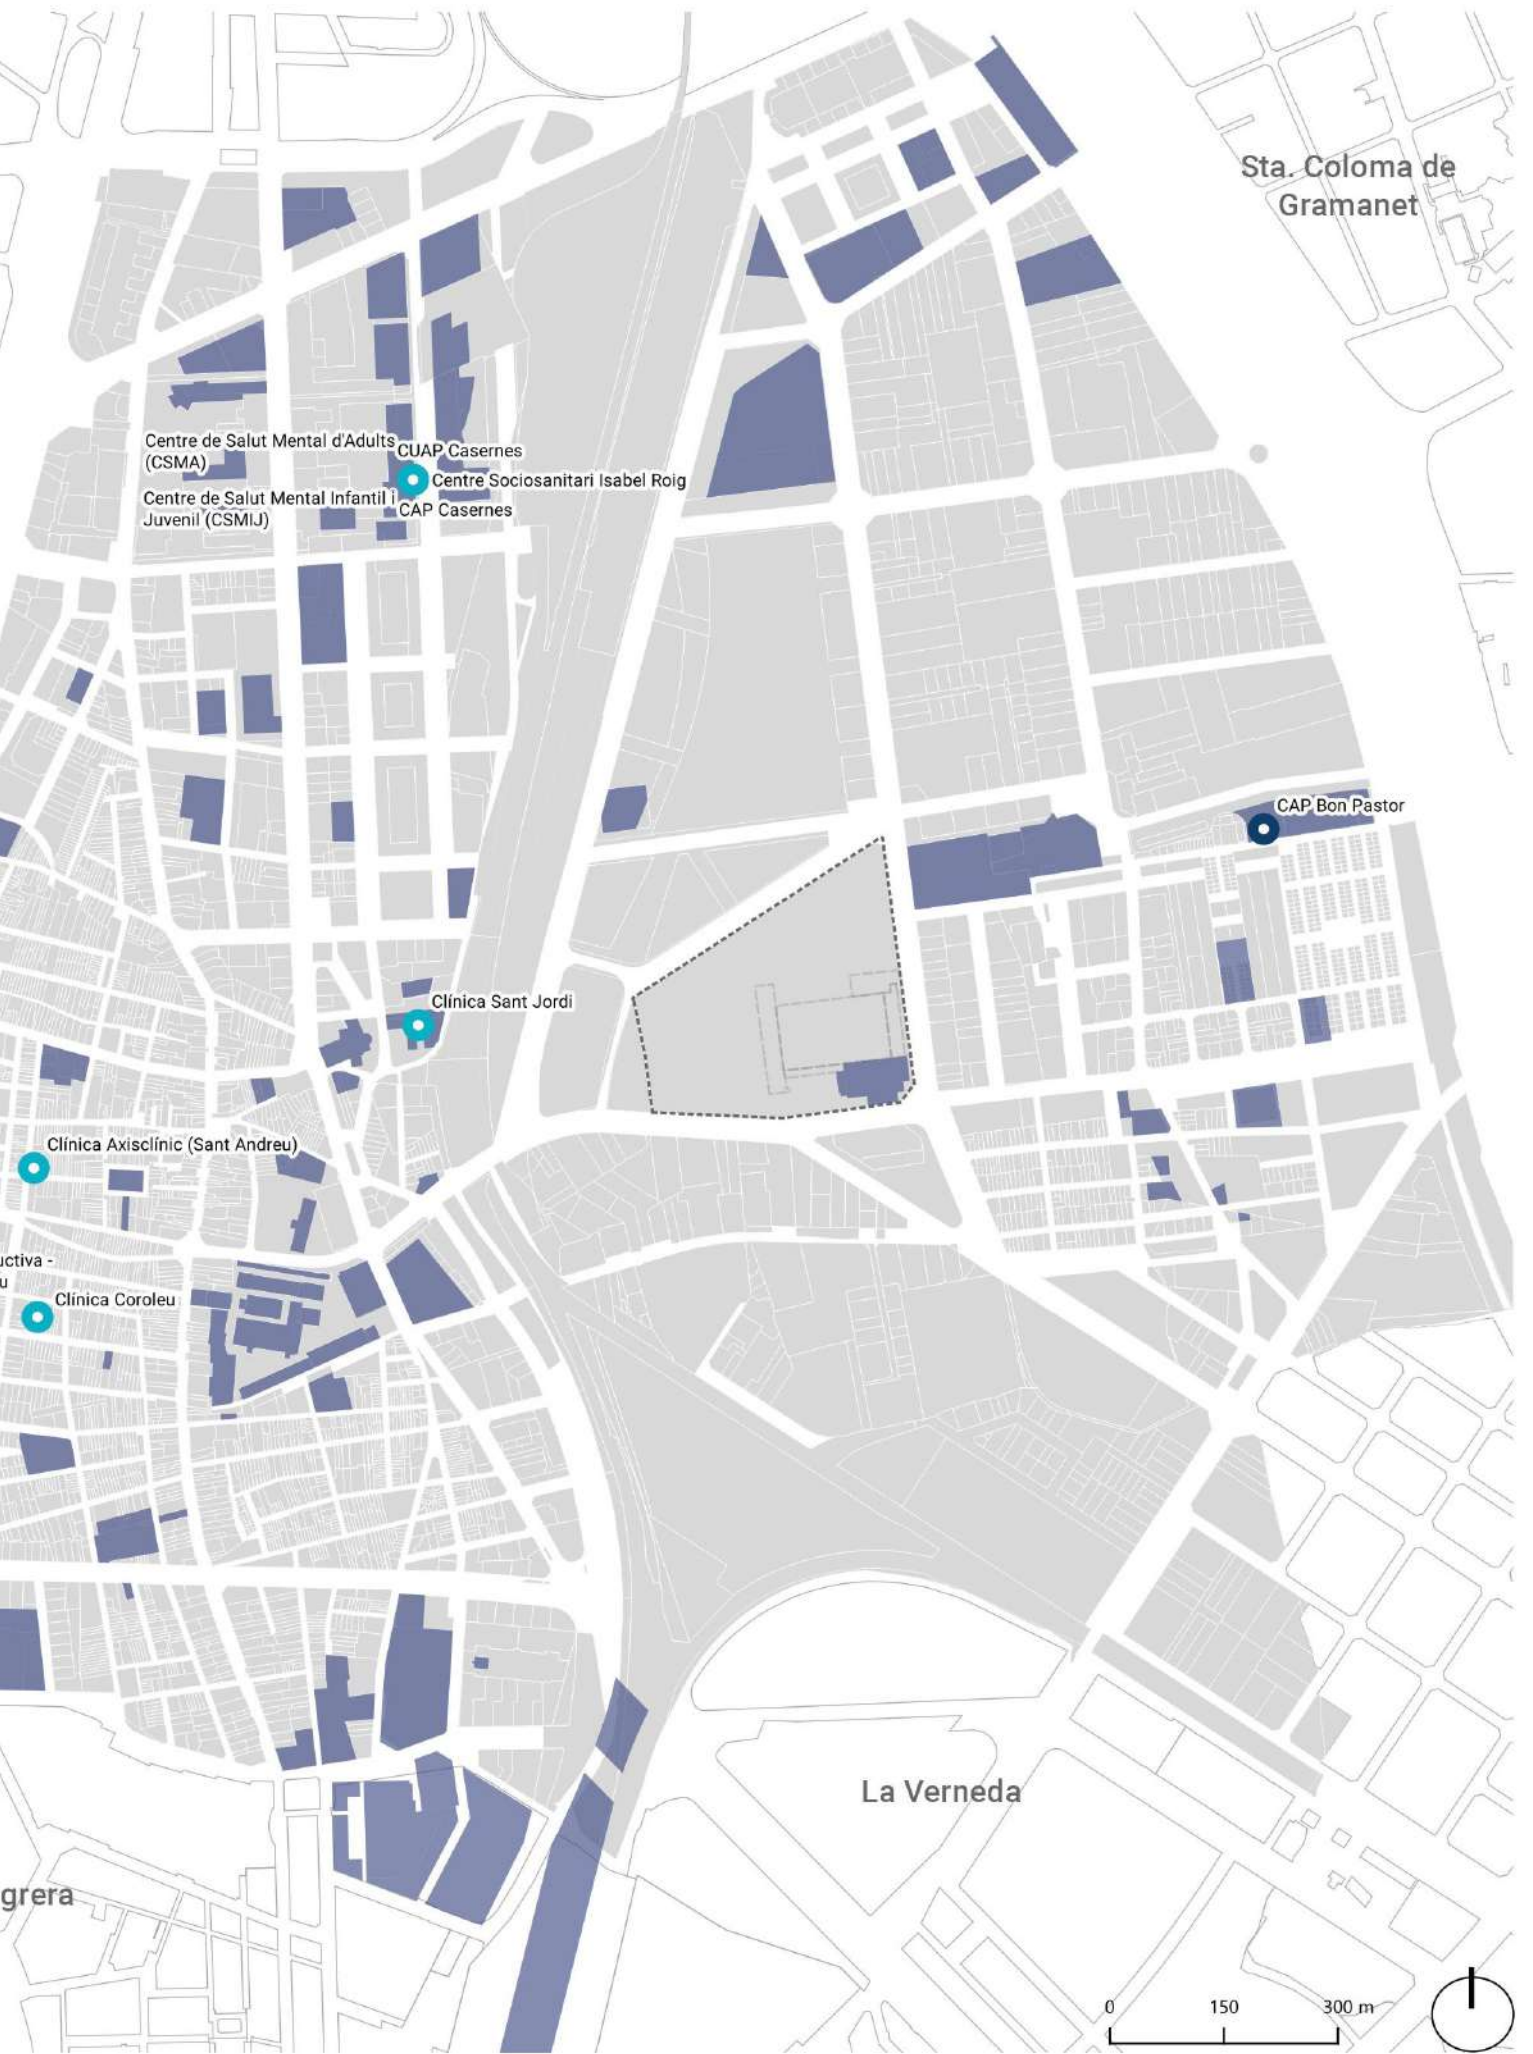 Sta. Coloma de
Gramanet
Centre de Salut Mental d'Adults
(CSMA)
CUAP Casernes
Centre Sociosanitari Isabel Roig
Centre de Salut Mental Infantil i
Juvenil (CSMIJ)
CAP Casernes
CAP Bon Pastor
Clínica Sant Jordi
Clínica Axisclínic (Sant Andreu)
uctiva -
u
Clínica Coroleu
La Verneda
grera
0 150 300 m